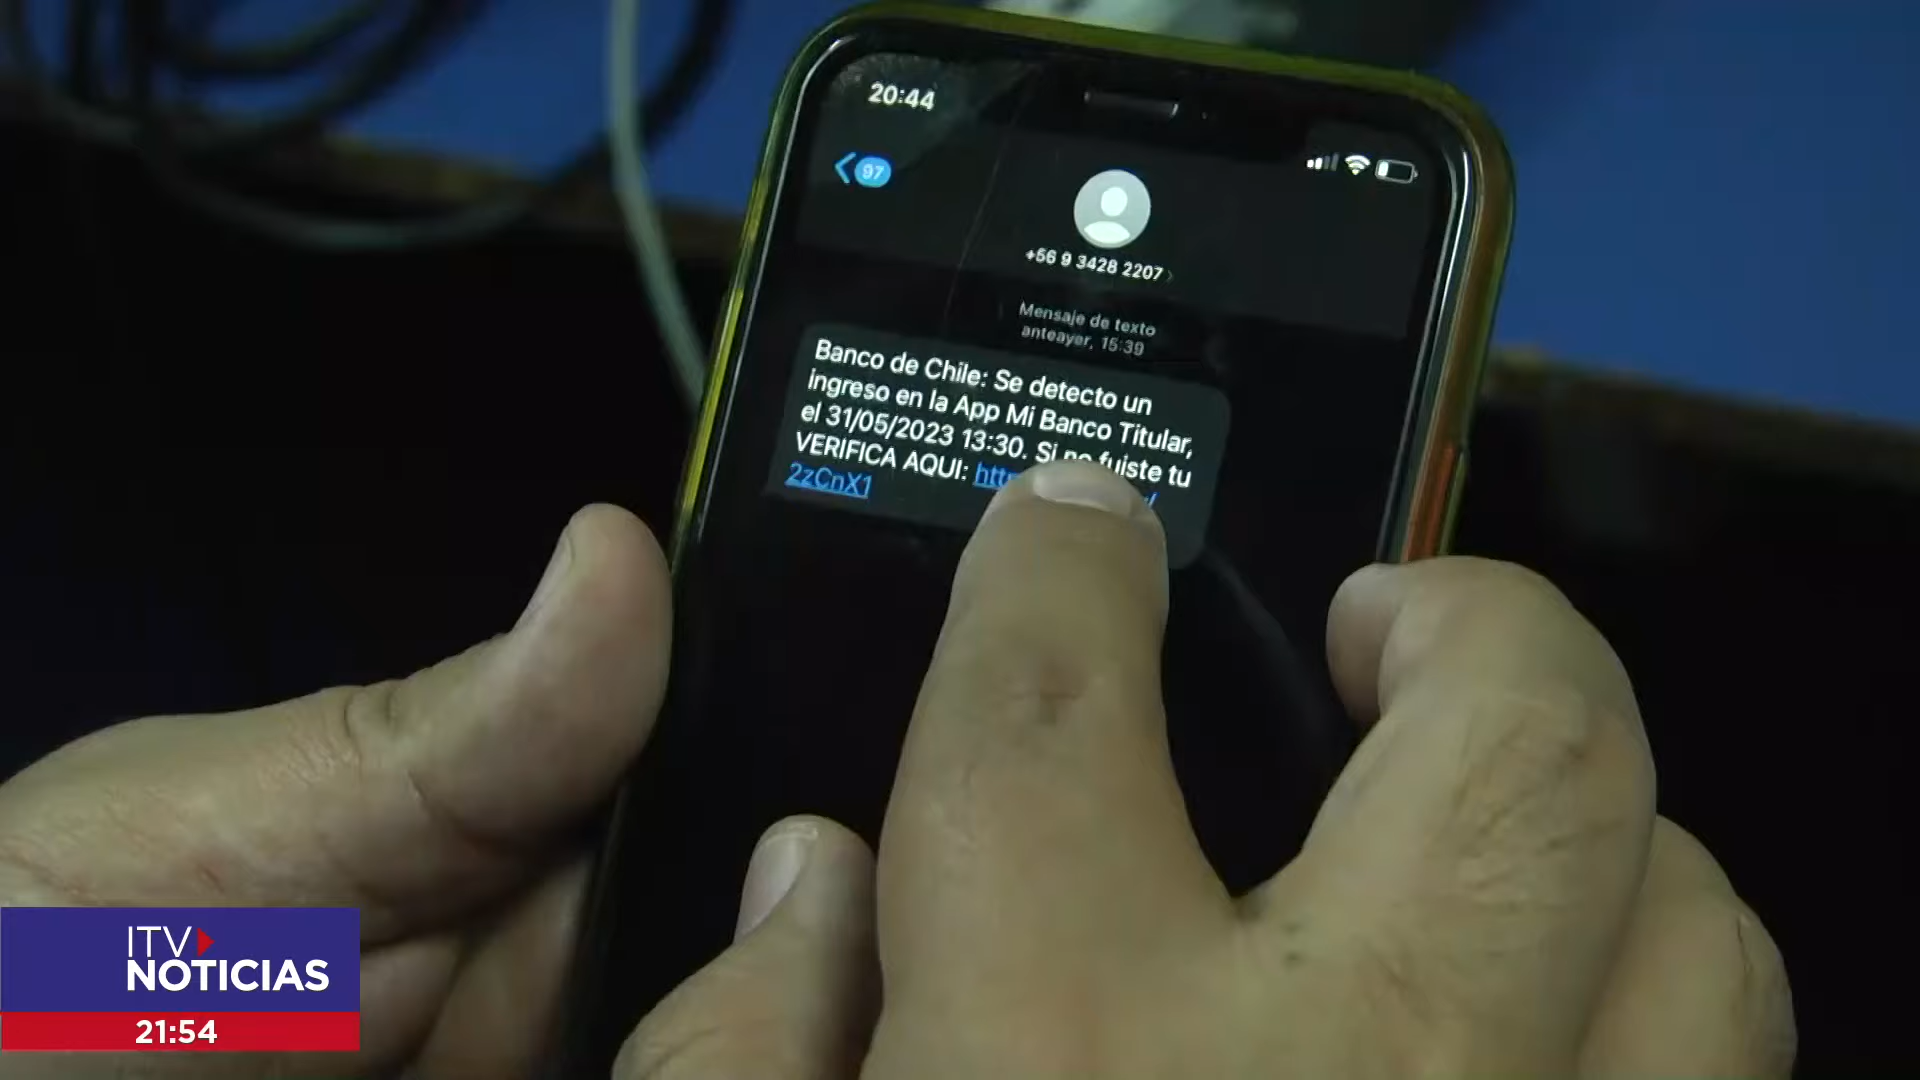 20:44
97
+56 9 3428 2207
Mensaje de texto
anteayer, 15:39
Banco de Chile: Se detecto un
ingreso en la App Mi Banco Titular,
el 31/05/2023 13:30. Si no fuiste tu
VERIFICA AQUI:
2zCnX1
ITV
NOTICIAS
21:54